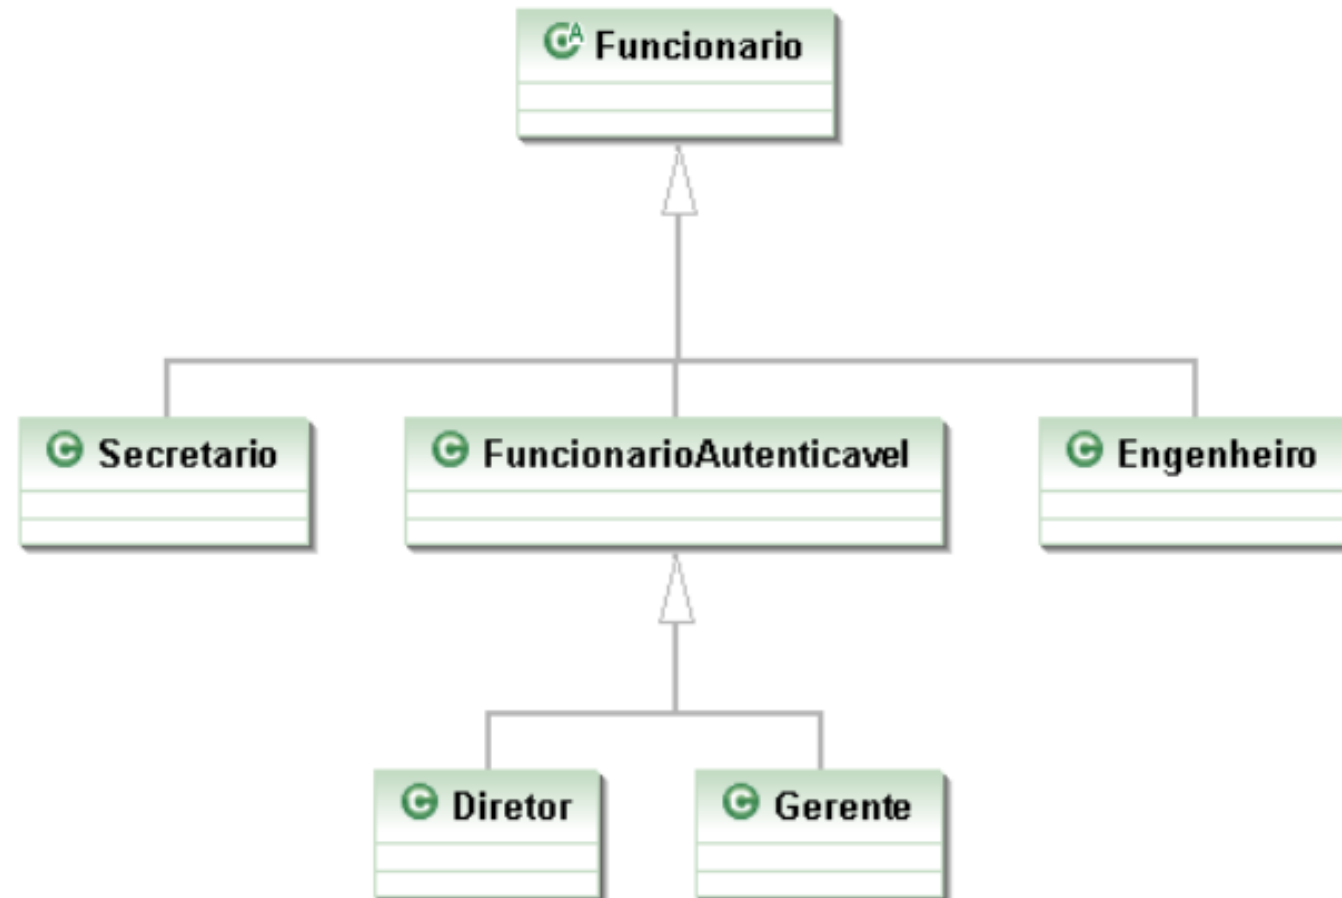 Funcionario
Secretario
FuncionarioAutenticavel
Engenheiro
Diretor
Gerente